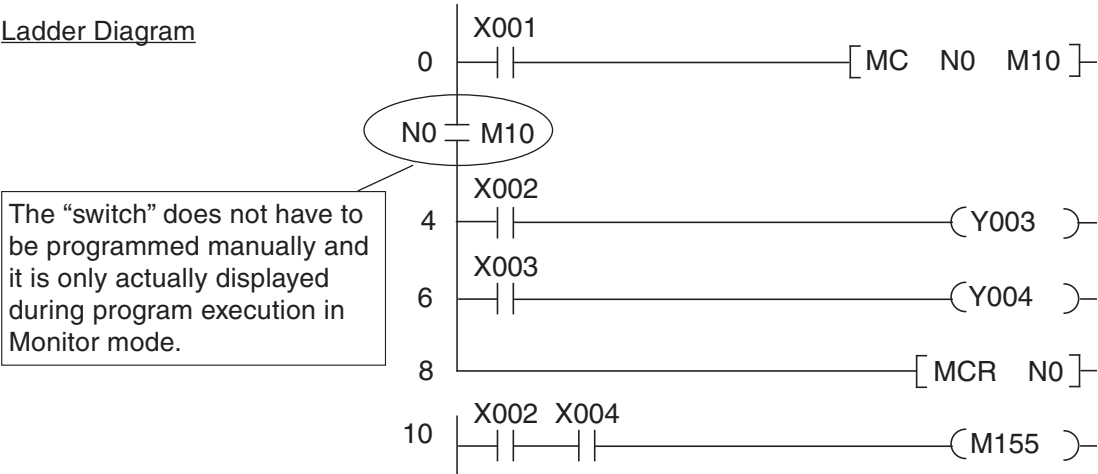 Ladder Diagram
X001
0 MC N0 M10
N0 M10
The “switch” does not have to
be programmed manually and
it is only actually displayed
during program execution in
Monitor mode.
X002
4 Y003
X003
6 Y004
8 MCR N0
X002 X004
10 M155